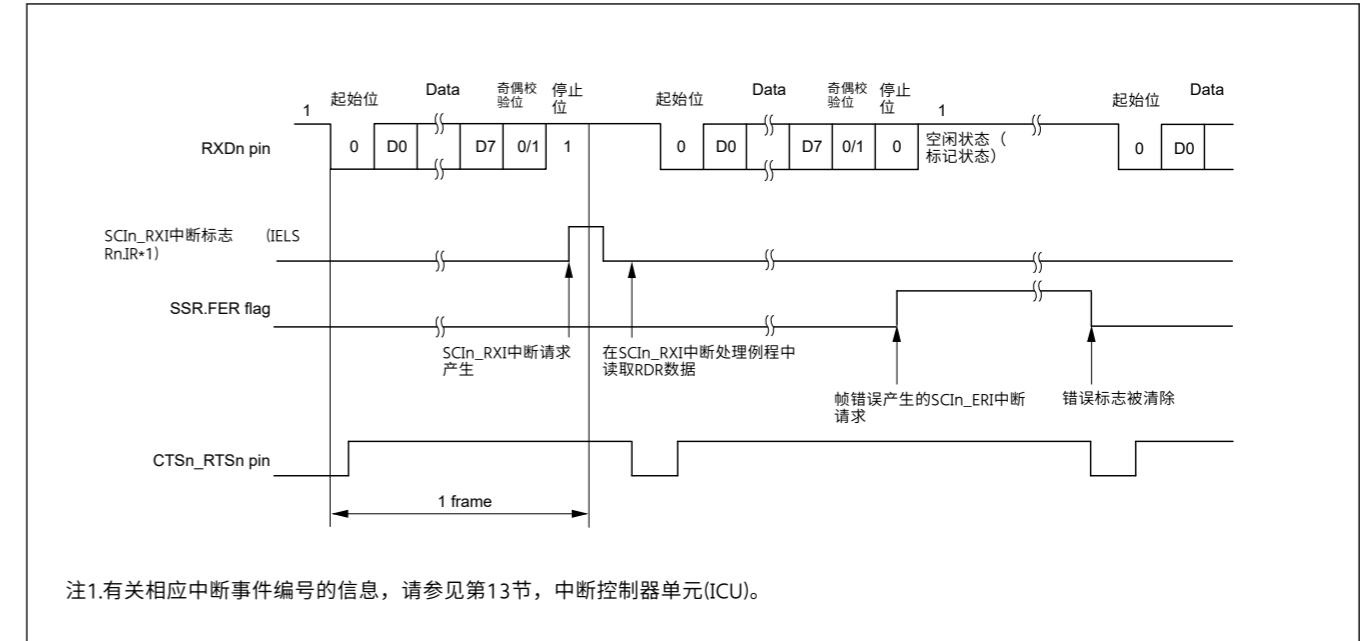 Data
奇偶校
验位
停止
位
起始位
1
Data
奇偶校
验位
停止
位
起始位
1
Data
起始位
RXDn pin
0
D0
D7
0/1
1
0
D0
D7
0/1
0
空闲状态（
标记状态）
0
D0
SCIn_RXI中断标志 (IELS
Rn.IR*1)
SSR.FER flag
SCIn_RXI中断请求
产生
在SCIn_RXI中断处理例程中
读取RDR数据
帧错误产生的SCIn_ERI中断
请求
错误标志被清除
CTSn_RTSn pin
1 frame
注1.有关相应中断事件编号的信息，请参见第13节，中断控制器单元(ICU)。